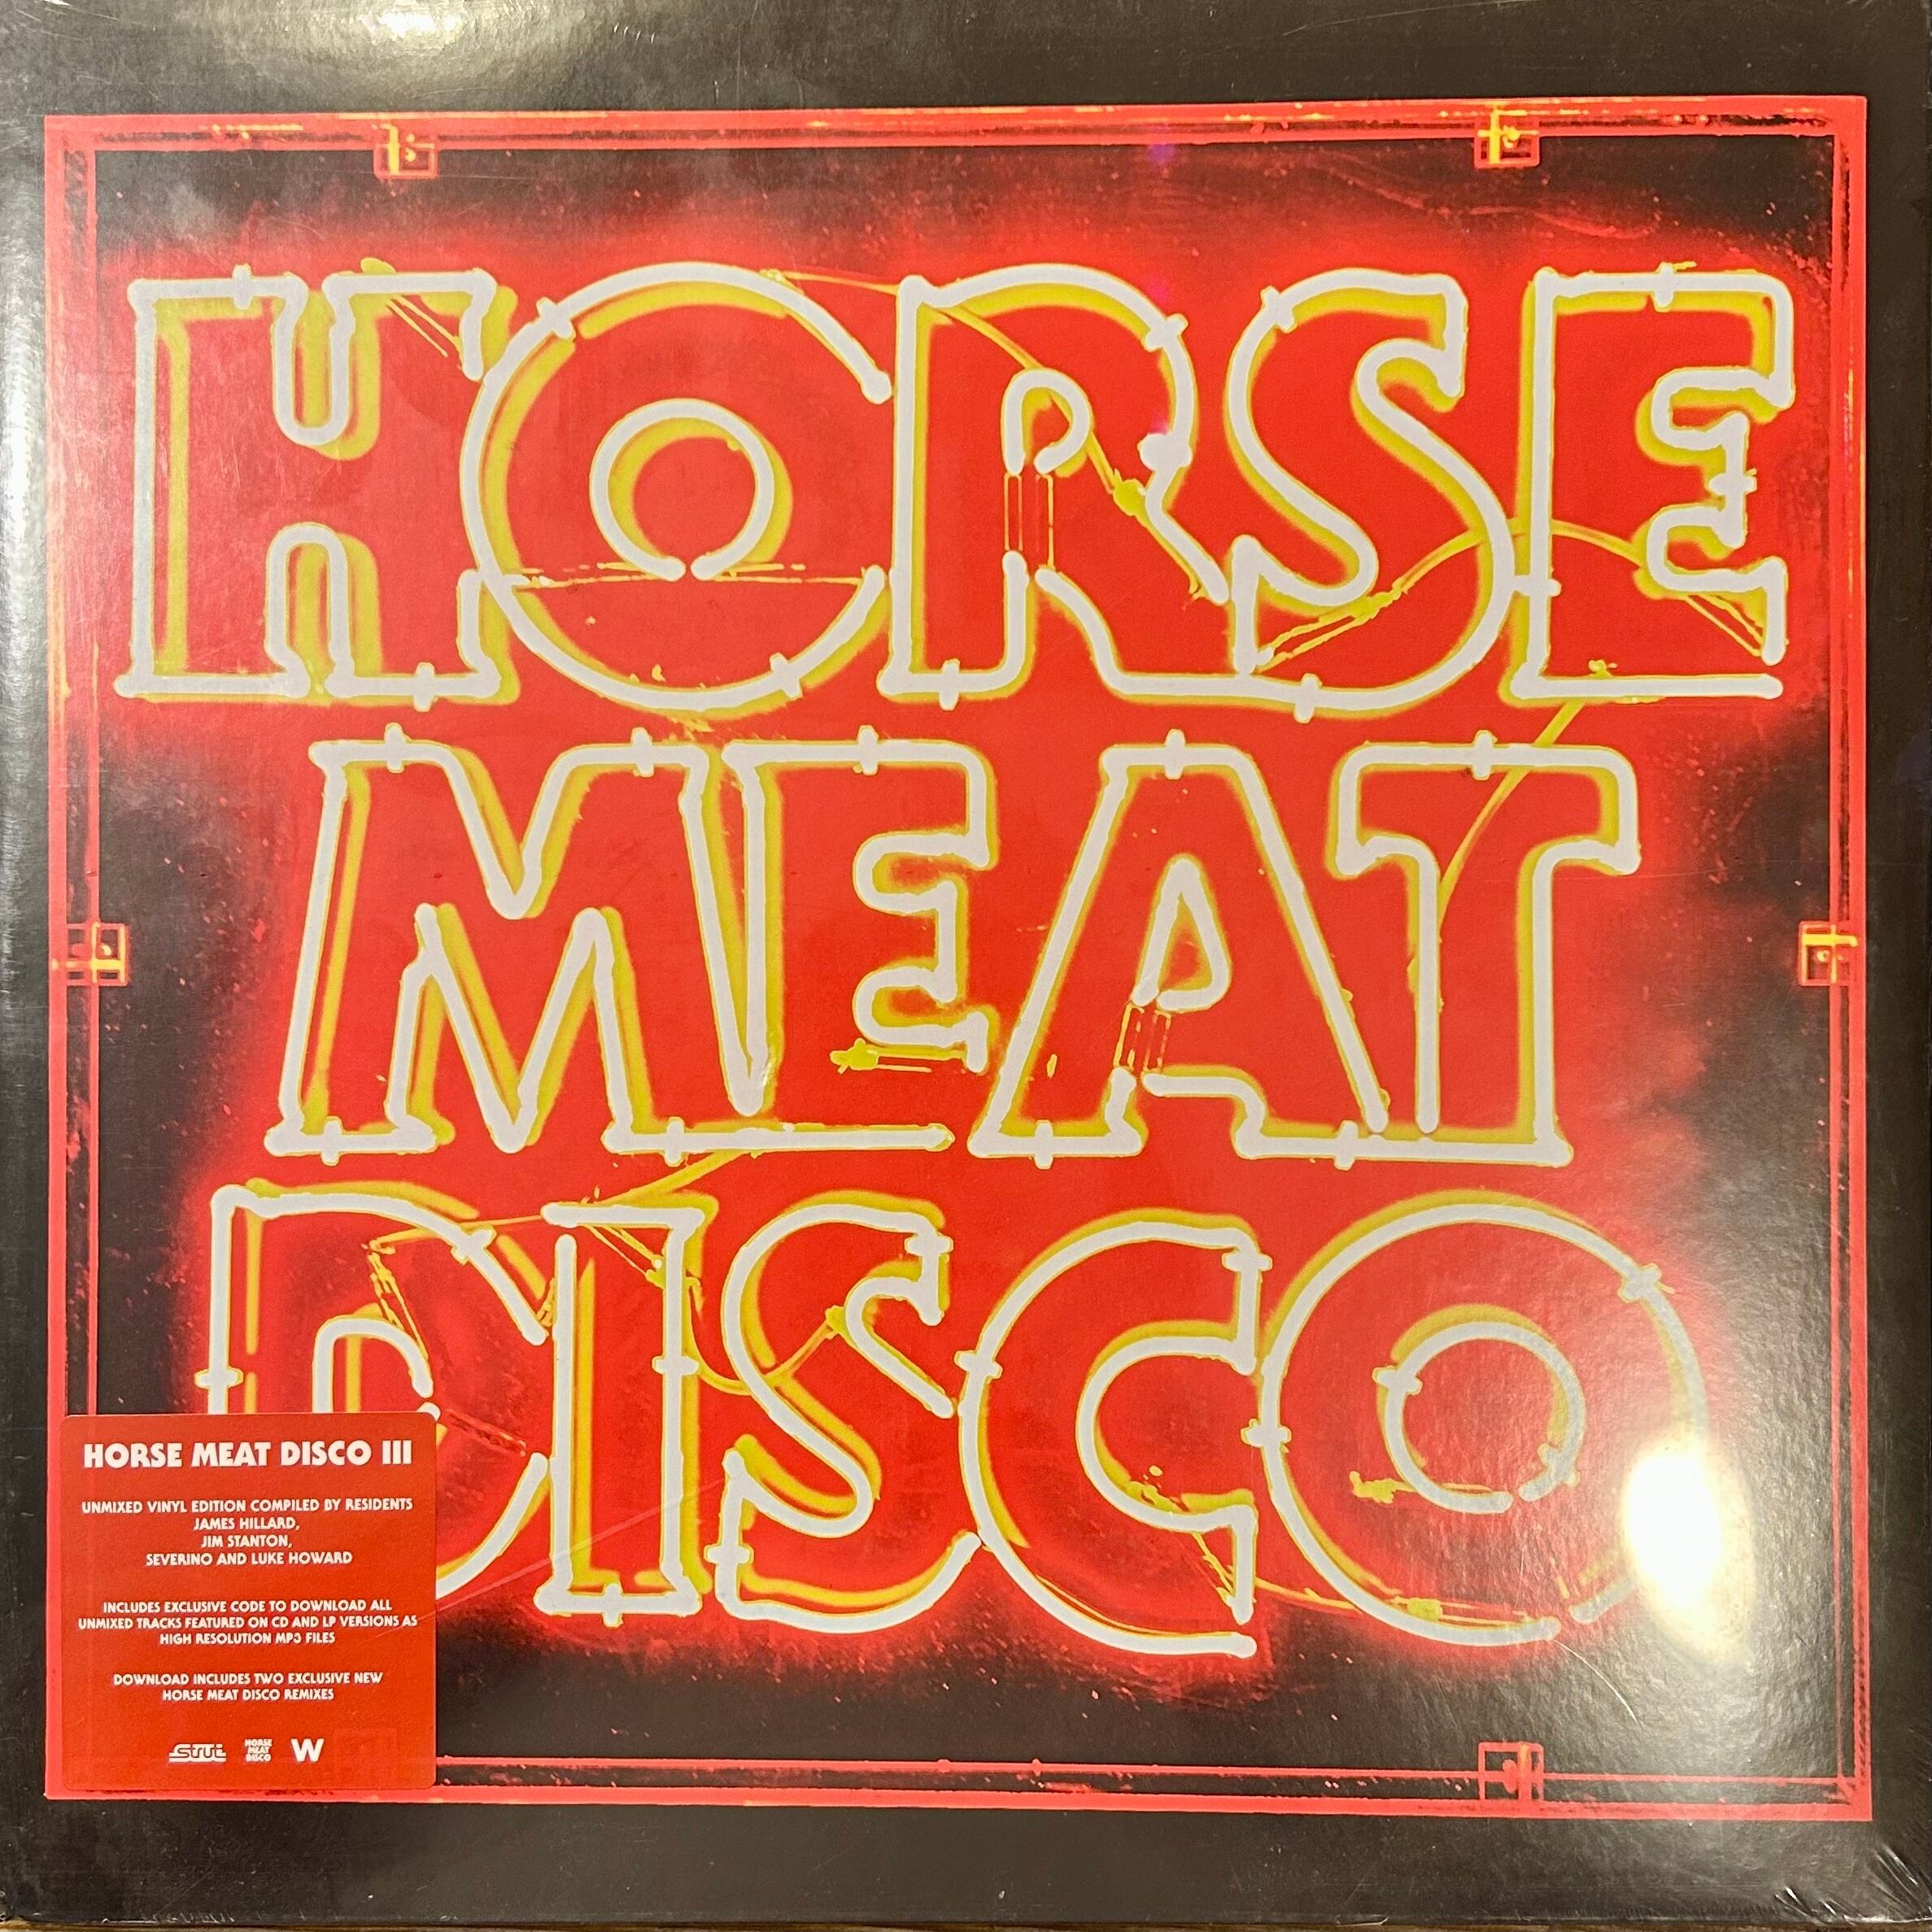 HORSE
MEAT
DISCO
HORSE MEAT DISCO III
UNMIXED VINYL EDITION COMPILED BY RESIDENTS
JAMES HILLARD,
JIM STANTON,
SEVERINO AND LUKE HOWARD
INCLUDES EXCLUSIVE CODE TO DOWNLOAD ALL
UNMIXED TRACKS FEATURED ON CD AND LP VERSIONS AS
HIGH RESOLUTION MP3 FILES
DOWNLOAD INCLUDES TWO EXCLUSIVE NEW
HORSE MEAT DISCO REMIXES
strut
HORSE
MEAT
DISCO
W